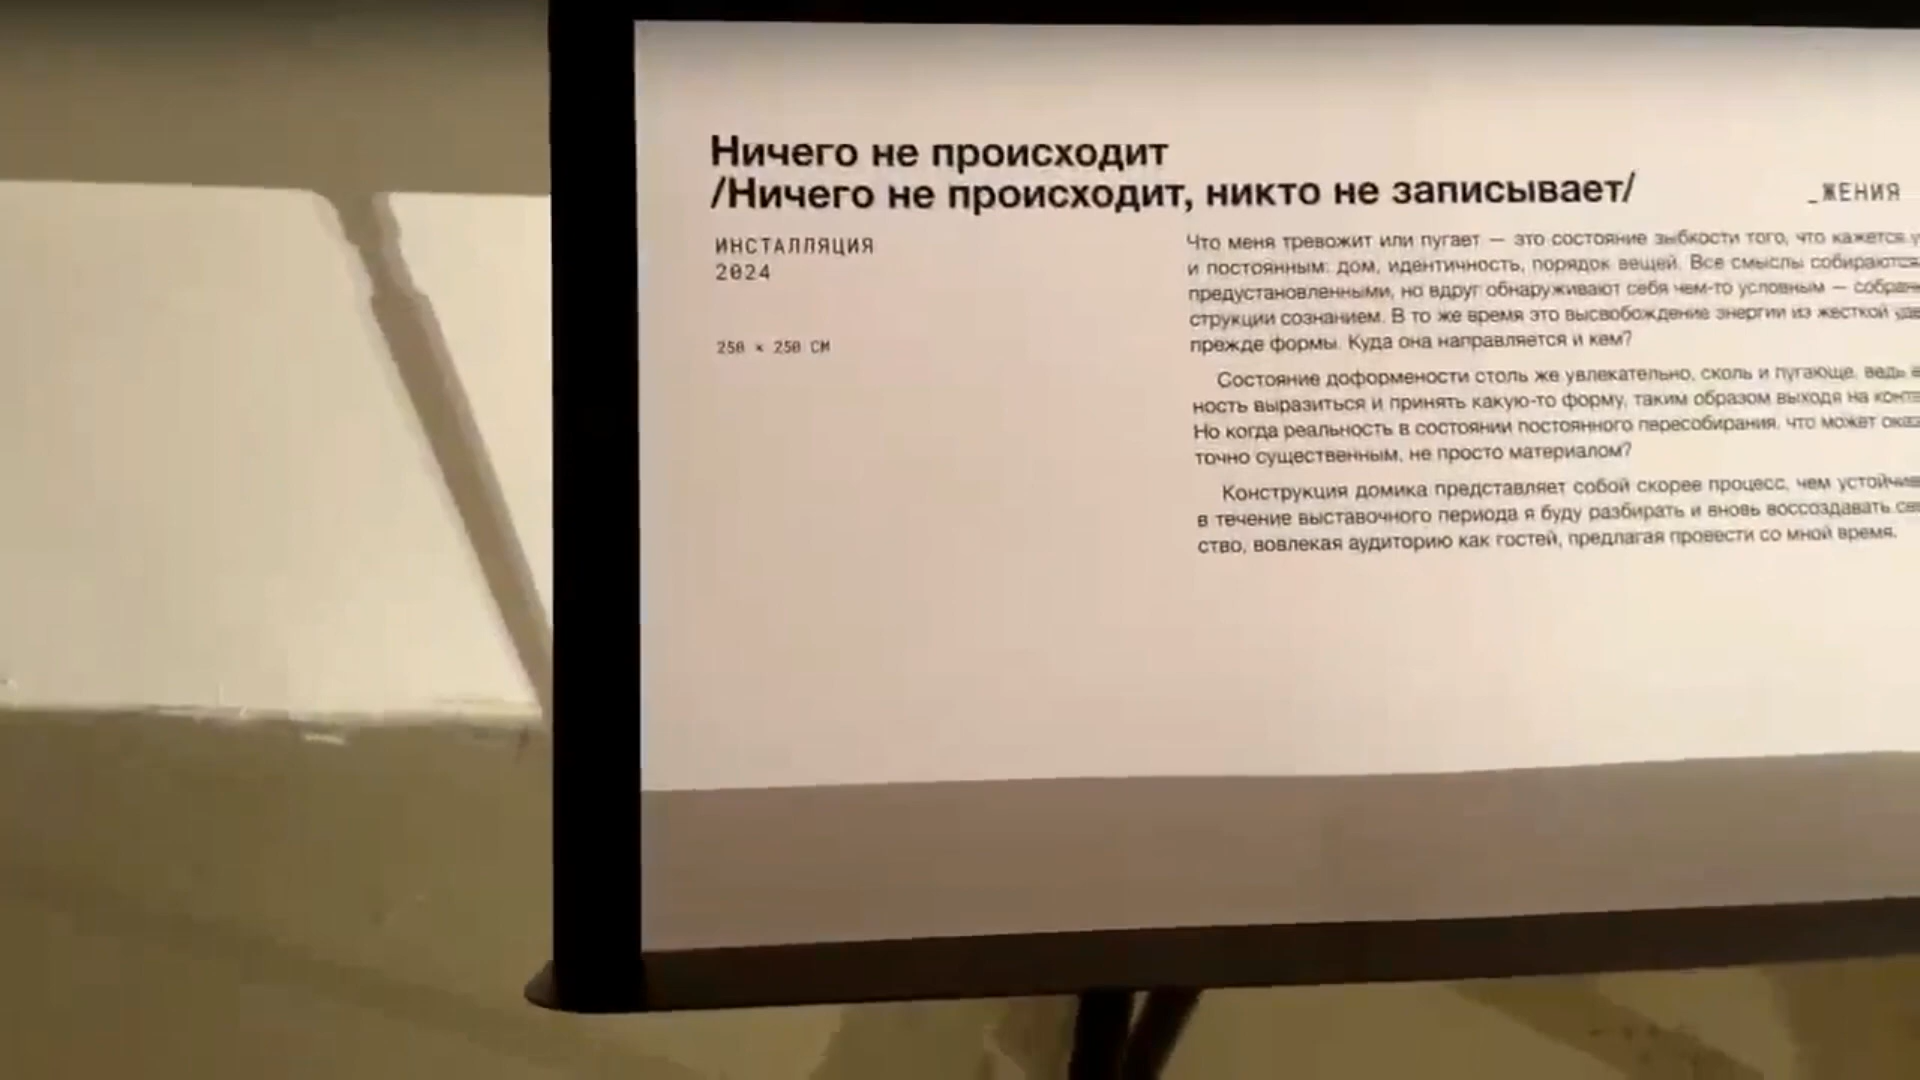 Ничего не происходит
/Ничего не происходит, никто не записывает/
_ЖЕНИЯ
ИНСТАЛЛЯЦИЯ
2024
250 × 250 СМ
Что меня тревожит или пугает — это состояние зыбкости того, что кажется
и постоянным: дом, идентичность, порядок вещей. Все смыслы собираются
предустановленными, но вдруг обнаруживают себя чем-то условным —
струкции сознанием. В то же время это высвобождение энергии из жесткой
прежде формы. Куда она направляется и кем?
Состояние доформености столь же увлекательно, сколь и пугающе, ведь
ность выразиться и принять какую-то форму, таким образом выходя на
Но когда реальность в состоянии постоянного пересобирания, что может
точно существенным, не просто материалом?
Конструкция домика представляет собой скорее процесс, чем
в течение выставочного периода я буду разбирать и вновь воссоздавать
ство, вовлекая аудиторию как гостей, предлагая провести со мной время.